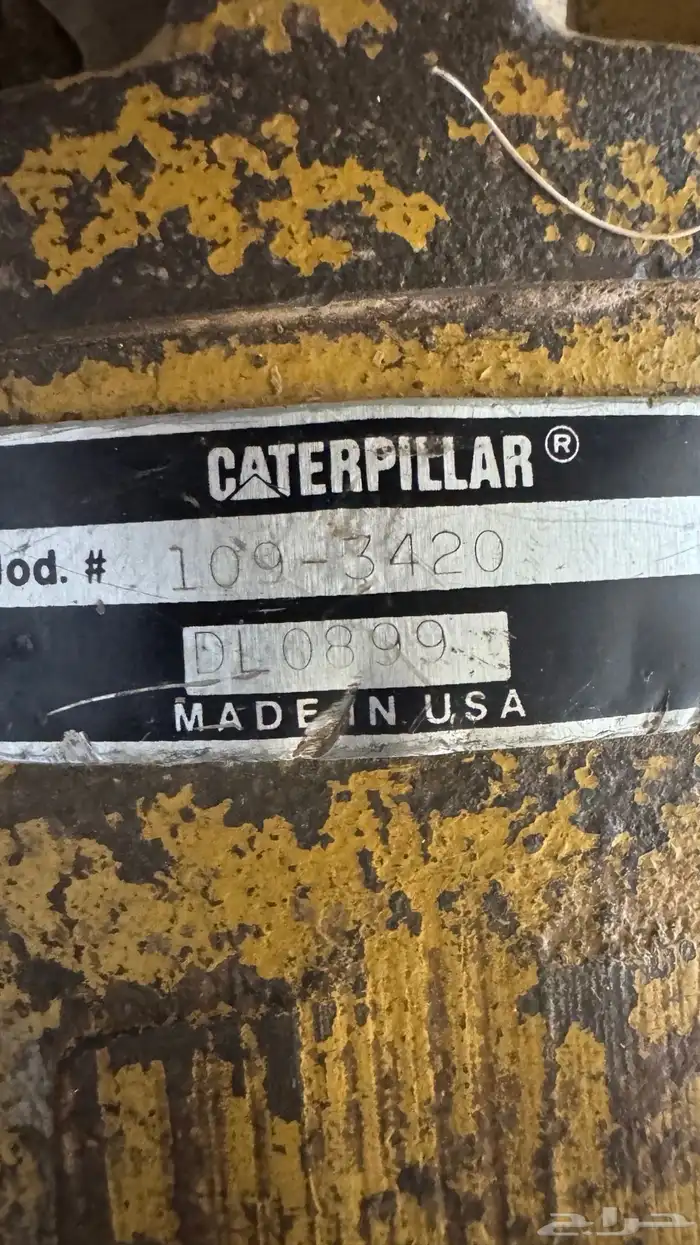 CATERPILLAR®
Mod. # 109-3420
DL0899
MADE IN USA
حراج